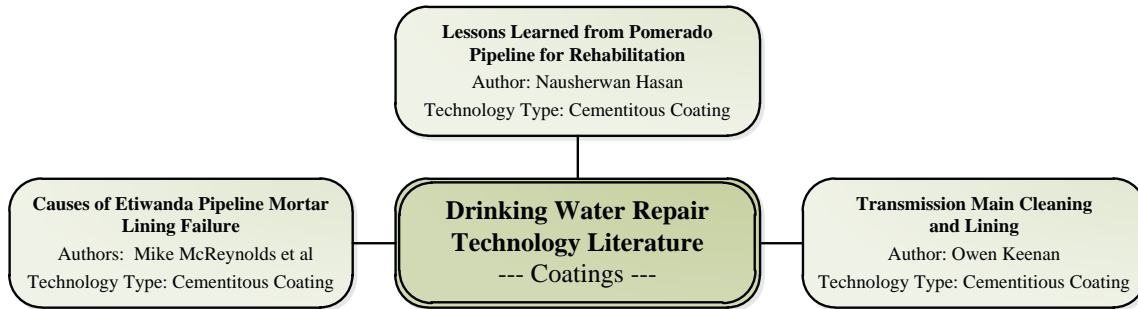 Lessons Learned from Pomerado
Pipeline for Rehabilitation
Author: Nausherwan Hasan
Technology Type: Cementitous Coating
Causes of Etiwanda Pipeline Mortar
Lining Failure
Authors:  Mike McReynolds et al
Technology Type: Cementitous Coating
Drinking Water Repair
Technology Literature
--- Coatings ---
Transmission Main Cleaning
and Lining
Author: Owen Keenan
Technology Type: Cementitious Coating